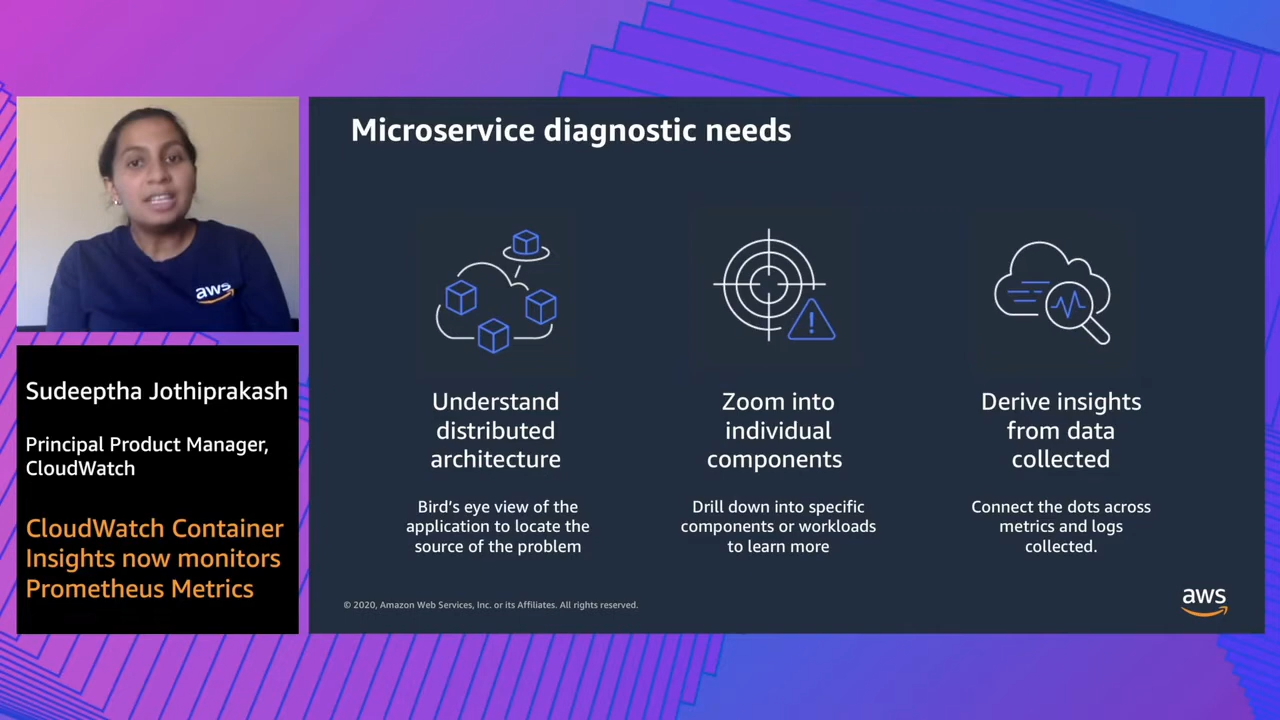 aws
Sudeeptha Jothiprakash
Principal Product Manager,
CloudWatch
CloudWatch Container
Insights now monitors
Prometheus Metrics
Microservice diagnostic needs
Understand
distributed
architecture
Bird's eye view of the
application to locate the
source of the problem
Zoom into
individual
components
Drill down into specific
components or workloads
to learn more
Derive insights
from data
collected
Connect the dots across
metrics and logs
collected.
© 2020, Amazon Web Services, Inc. or its Affiliates. All rights reserved.
aws